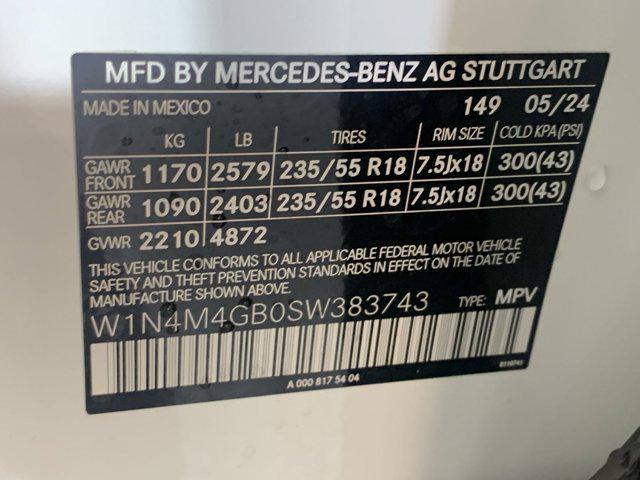 MFD BY MERCEDES-BENZ AG STUTTGART
MADE IN MEXICO 149 05/24
KG LB TIRES RIM SIZE COLD KPA(PSI)
GAWR FRONT 1170 2579 235/55 R18 7.5Jx18 300(43)
GAWR REAR 1090 2403 235/55 R18 7.5Jx18 300(43)
GVWR 2210 4872
THIS VEHICLE CONFORMS TO ALL APPLICABLE FEDERAL MOTOR VEHICLE
SAFETY AND THEFT PREVENTION STANDARDS IN EFFECT ON THE DATE OF
MANUFACTURE SHOWN ABOVE.
W1N4M4GB0SW383743 TYPE: MPV
A 000 817 54 04